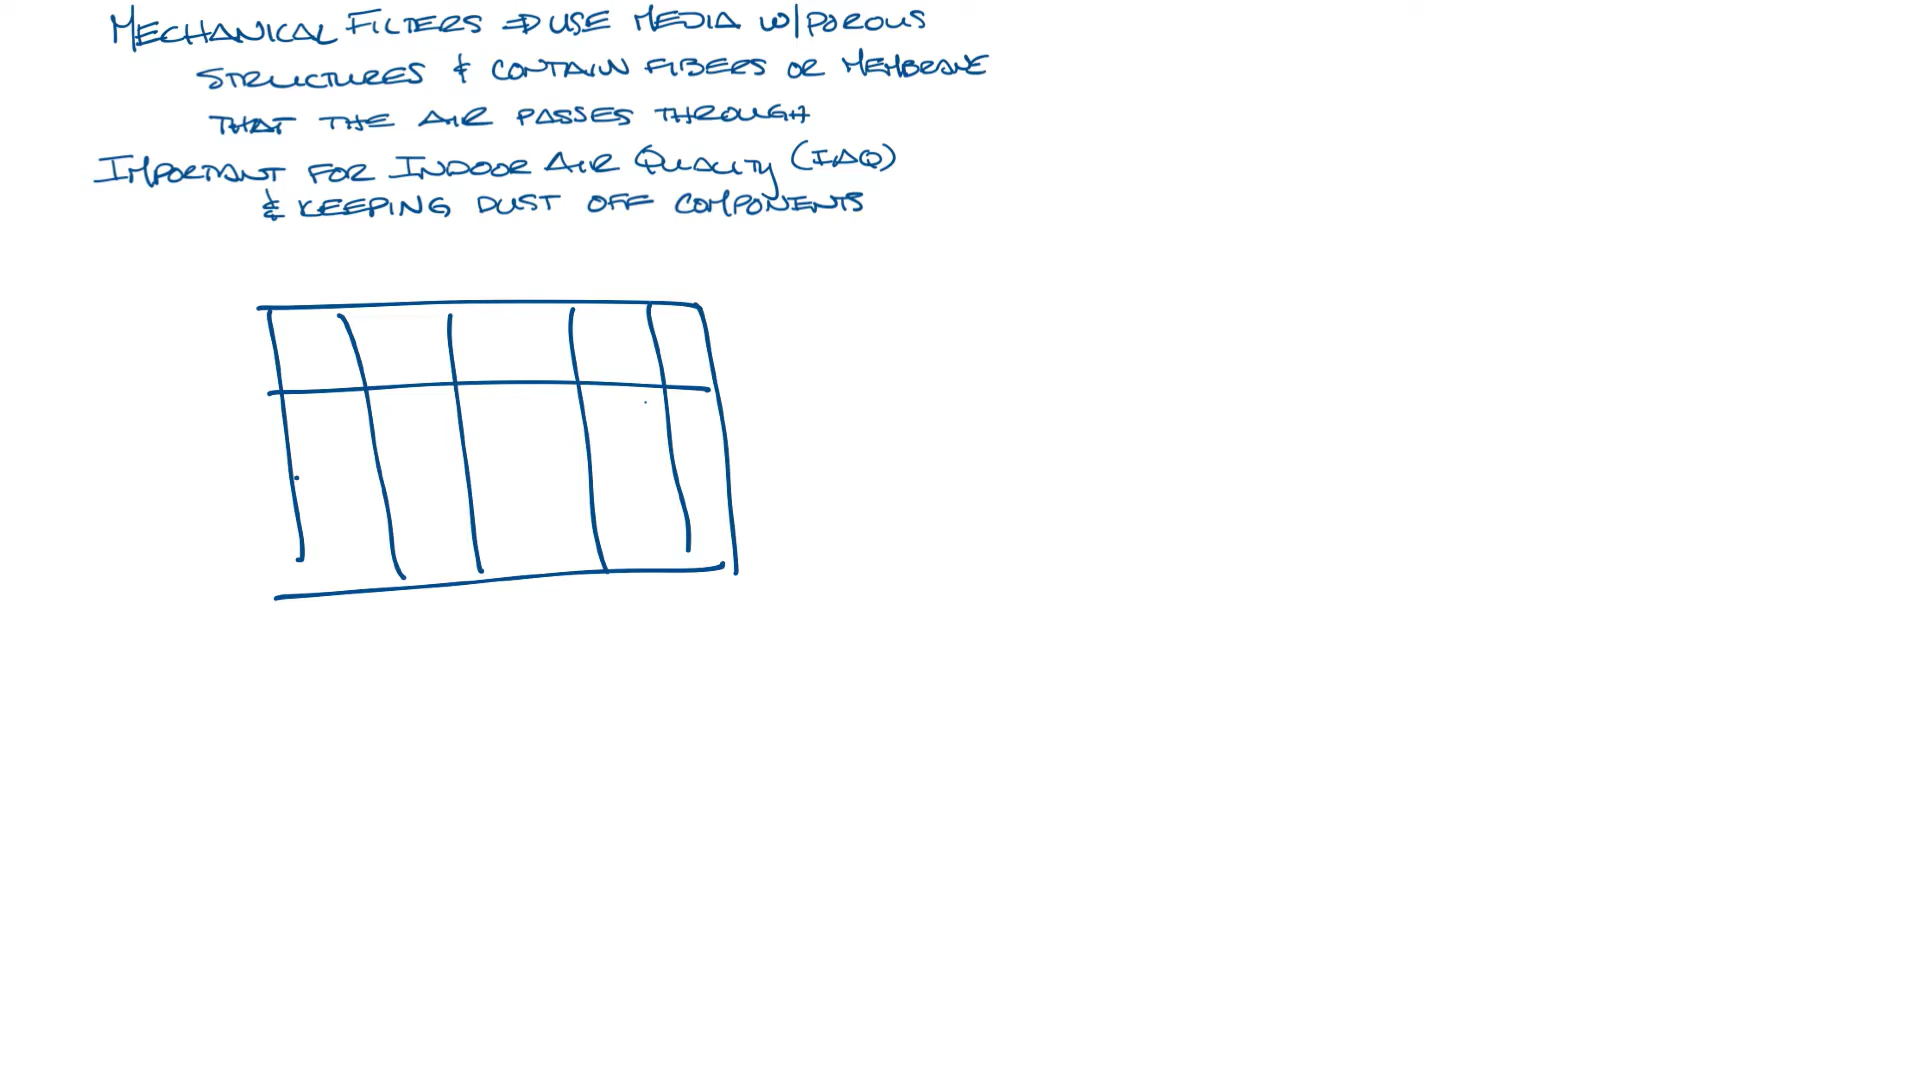 MECHANICAL FILTERS ⇒ USE MEDIA W/POROUS
STRUCTURES & CONTAIN FIBERS OR MEMBRANE
THAT THE AIR PASSES THROUGH
IMPORTANT FOR INDOOR AIR QUALITY (IAQ)
& KEEPING DUST OFF COMPONENTS